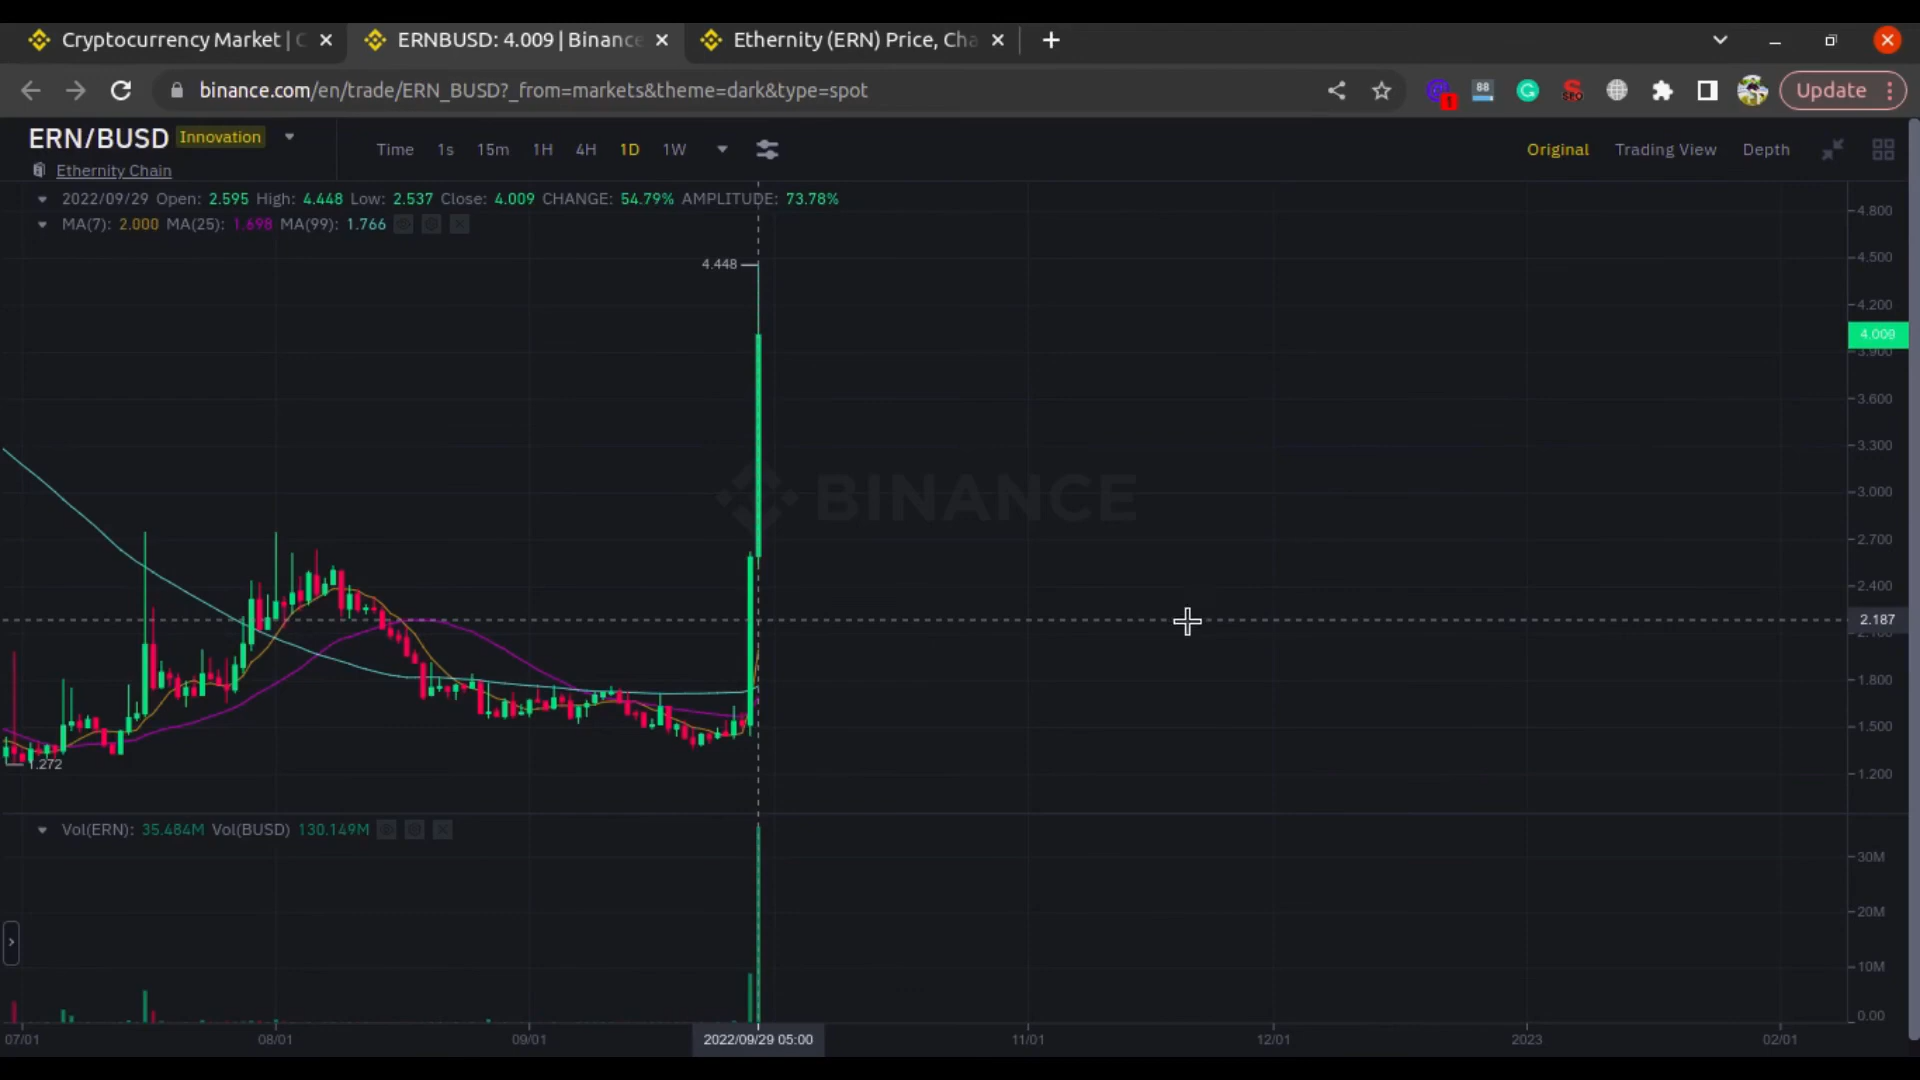 Cryptocurrency Market | C
ERNBUSD: 4.009 | Binance
Ethernity (ERN) Price, Cha
binance.com/en/trade/ERN_BUSD?_from=markets&theme=dark&type=spot
1
88
SEO
Update
ERN/BUSD Innovation
Ethernity Chain
Time 1s 15m 1H 4H 1D 1W
Original Trading View Depth
2022/09/29 Open: 2.595 High: 4.448 Low: 2.537 Close: 4.009 CHANGE: 54.79% AMPLITUDE: 73.78%
MA(7): 2.000 MA(25): 1.698 MA(99): 1.766
4.800
4.500
4.448
4.200
4.009
3.900
3.600
3.300
3.000
BINANCE
2.700
2.400
2.187
2.100
1.800
1.500
1.272
1.200
Vol(ERN): 35.484M Vol(BUSD) 130.149M
30M
20M
10M
0.00
07/01 08/01 09/01 2022/09/29 05:00 11/01 12/01 2023 02/01